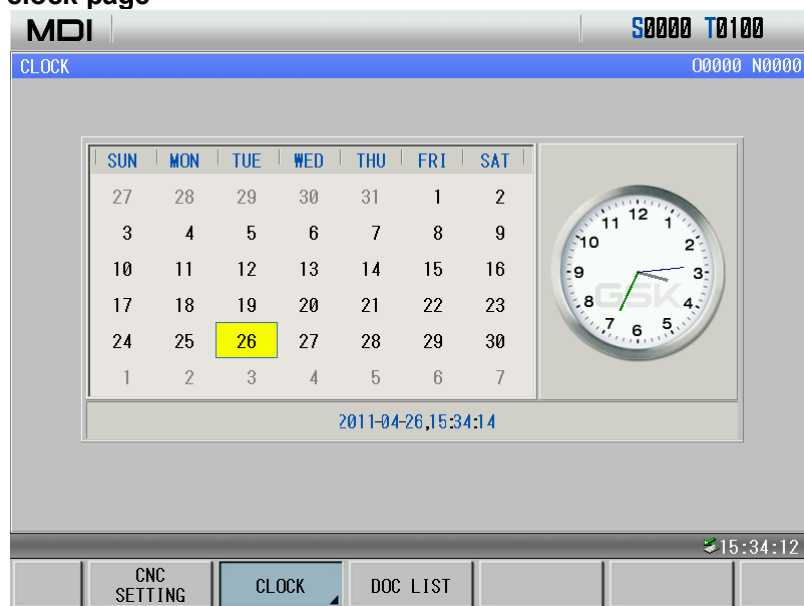 clock page
MDI S0000 T0100
CLOCK O0000 N0000
SUN MON TUE WED THU FRI SAT
27 28 29 30 31 1 2
3 4 5 6 7 8 9
10 11 12 13 14 15 16
17 18 19 20 21 22 23
24 25 26 27 28 29 30
1 2 3 4 5 6 7
12 1 2 3 4 5 6 7 8 9 10 11
GSK
2011-04-26,15:34:14
15:34:12
CNC SETTING CLOCK DOC LIST